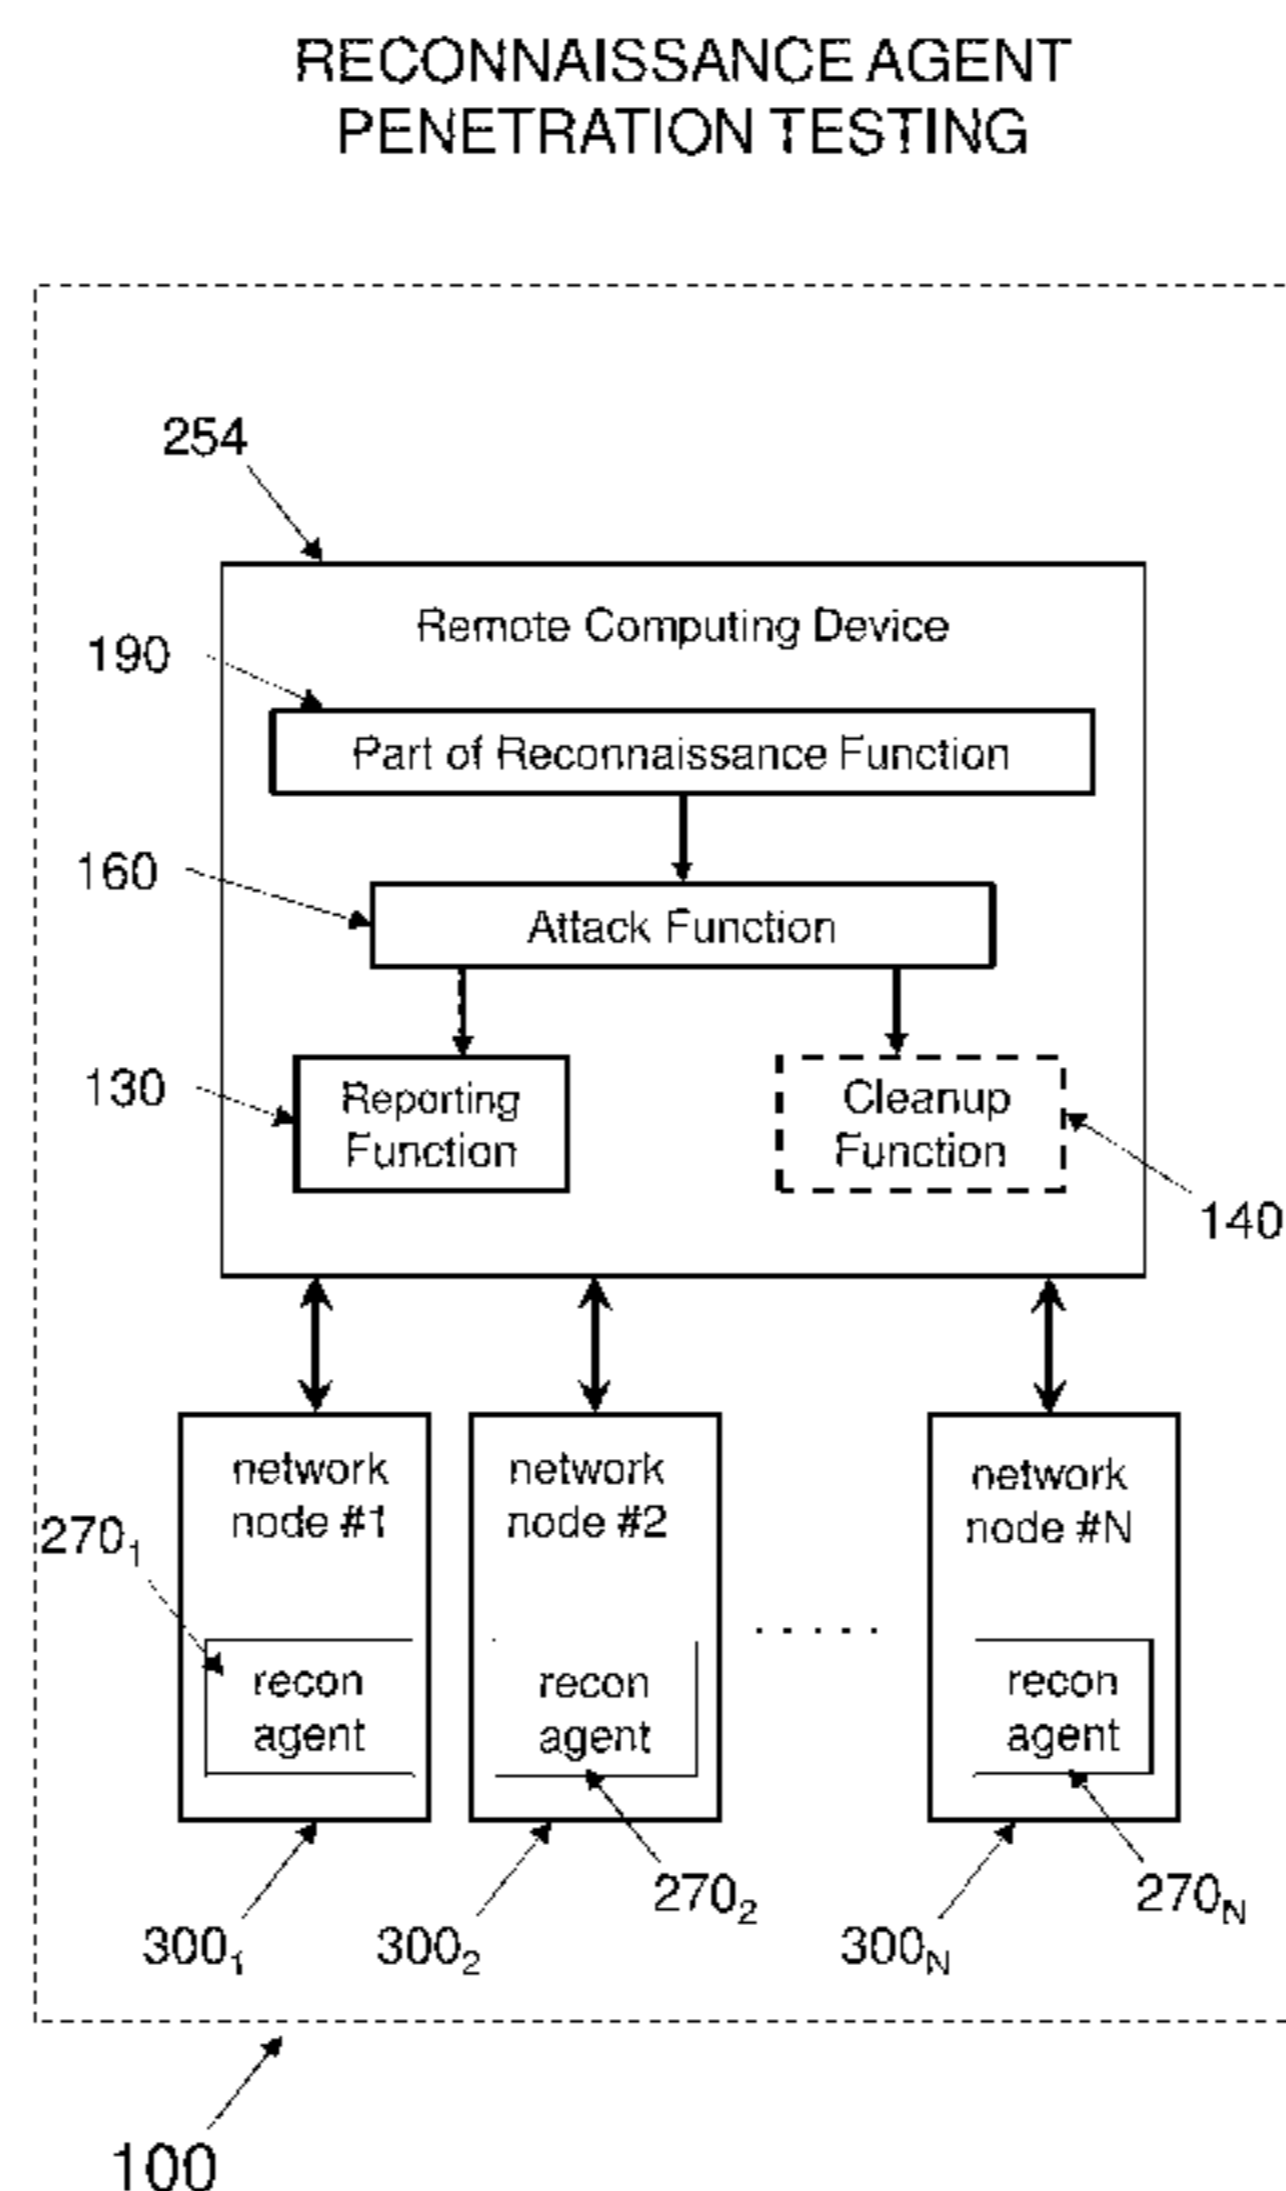 RECONNAISSANCE AGENT
PENETRATION TESTING
254
Remote Computing Device
190
Part of Reconnaissance Function
160
Attack Function
130
Reporting
Function
Cleanup
Function
140
network
node #1
network
node #2
network
node #N
270₁
. . . . .
recon
agent
recon
agent
recon
agent
270₂
270N
300₁
300₂
300N
100